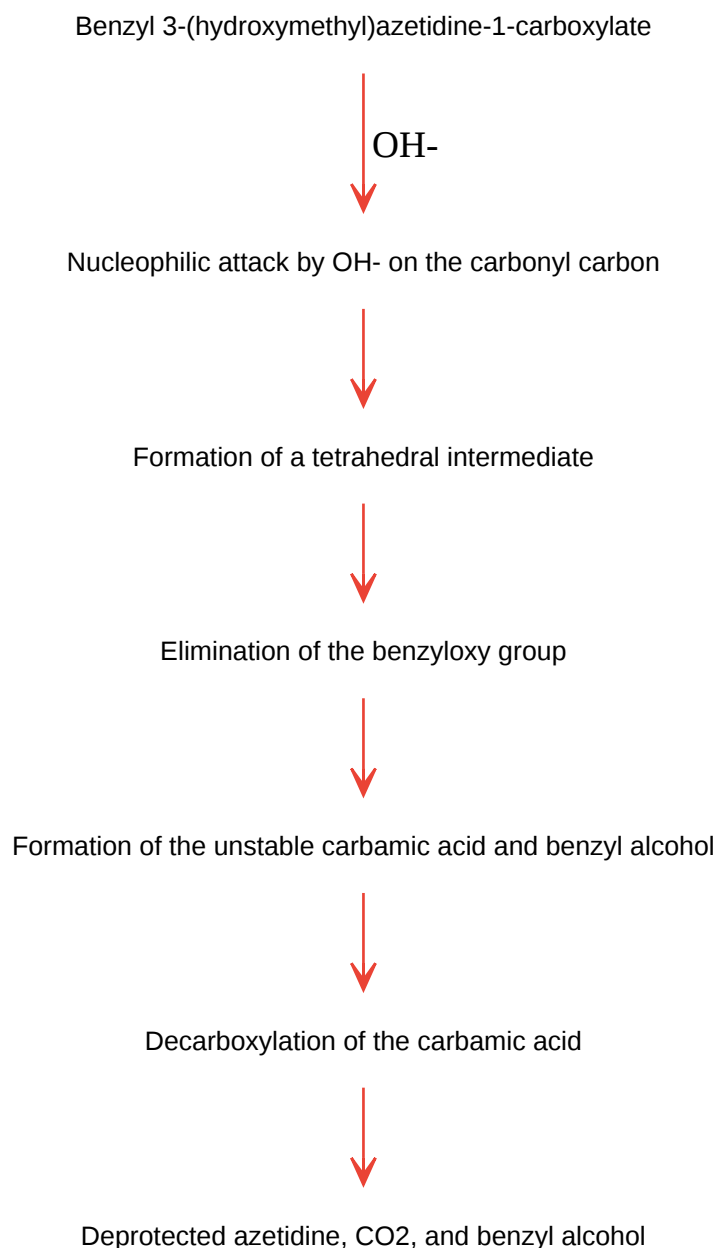 Benzyl 3-(hydroxymethyl)azetidine-1-carboxylate
OH-
Nucleophilic attack by OH- on the carbonyl carbon
Formation of a tetrahedral intermediate
Elimination of the benzyloxy group
Formation of the unstable carbamic acid and benzyl alcohol
Decarboxylation of the carbamic acid
Deprotected azetidine, CO2, and benzyl alcohol